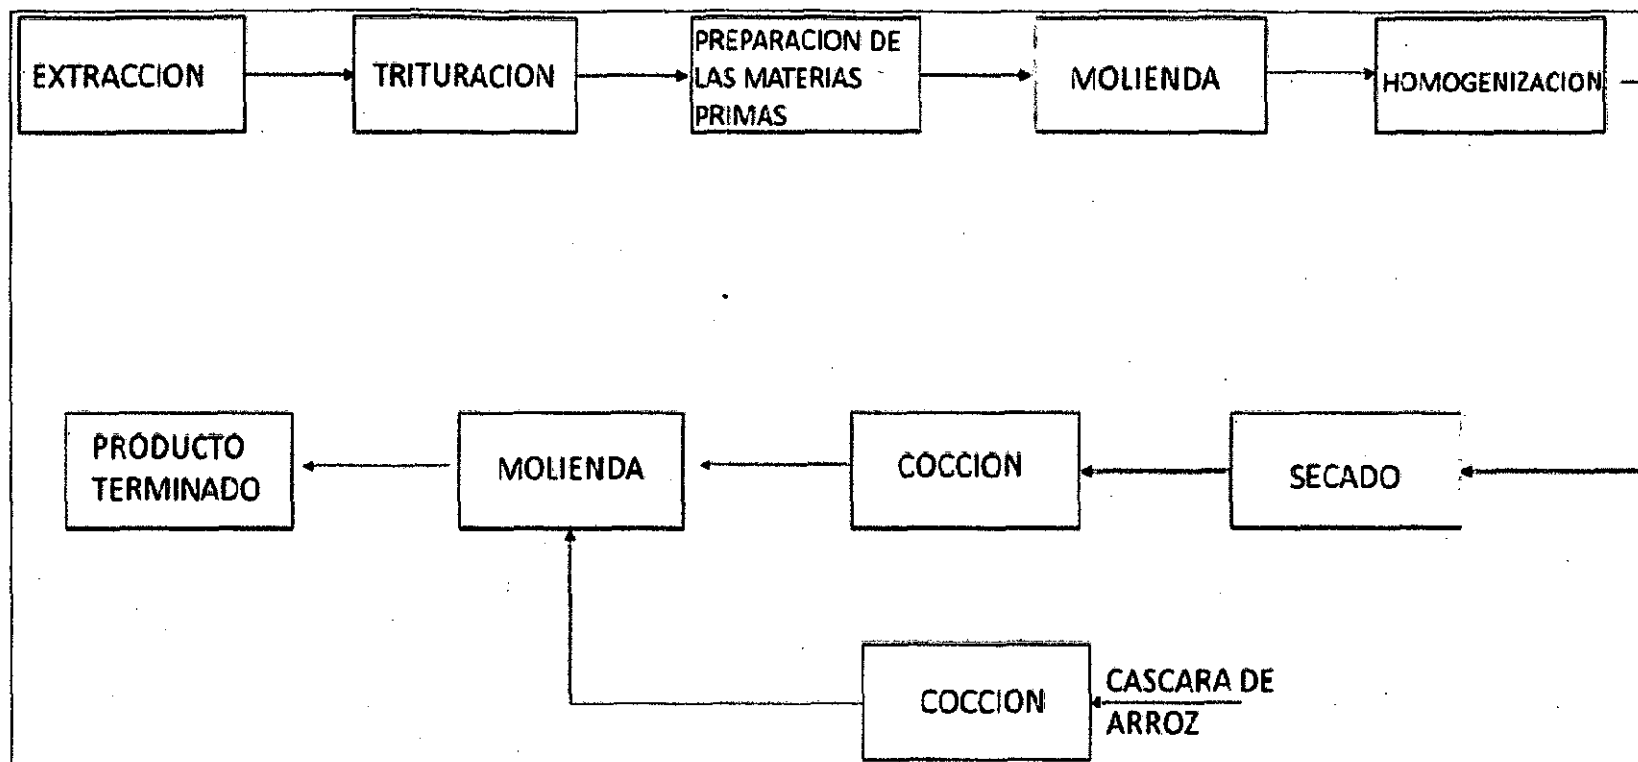 EXTRACCION
TRITURACION
PREPARACION DE
LAS MATERIAS
PRIMAS
MOLIENDA
HOMOGENIZACION
PRODUCTO
TERMINADO
MOLIENDA
COCCION
SECADO
COCCION
CASCARA DE
ARROZ